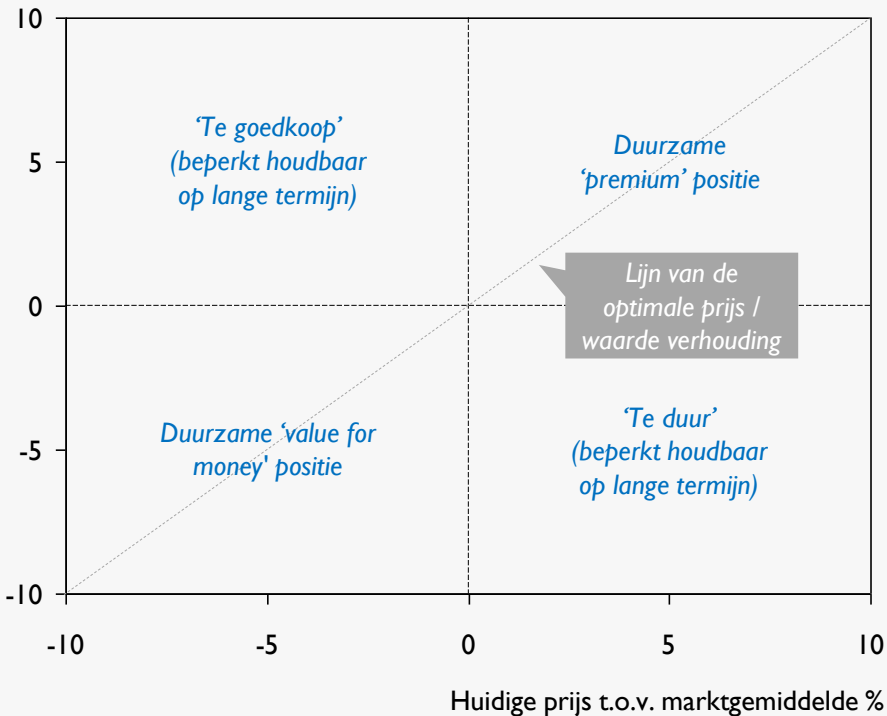 10
‘Te goedkoop’
(beperkt houdbaar
op lange termijn)
Duurzame
‘premium’ positie
5
Lijn van de
optimale prijs /
waarde verhouding
0
Duurzame ‘value for
money' positie
‘Te duur’
(beperkt houdbaar
op lange termijn)
-5
-10
-10 -5 0 5 10
Huidige prijs t.o.v. marktgemiddelde %